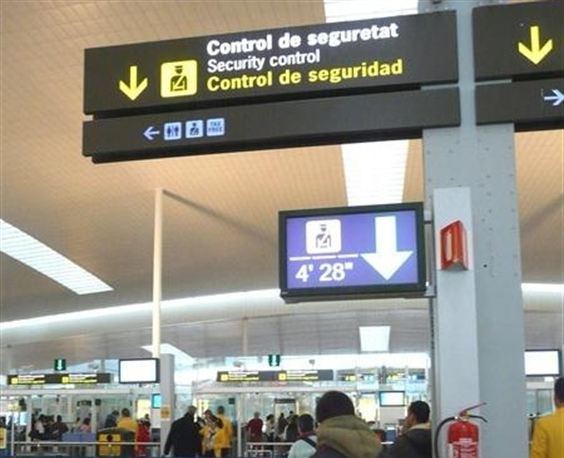 Control de seguretat
Security control
Control de seguridad
TAX
FREE
4' 28"